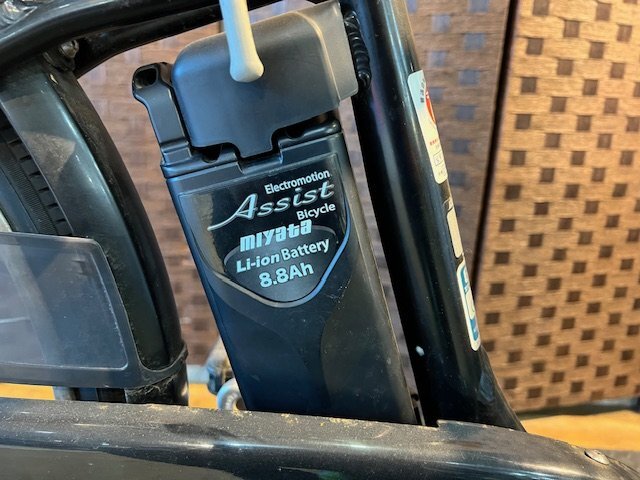 Electromotion
Assist
Bicycle
miyata
Li-ion Battery
8.8Ah